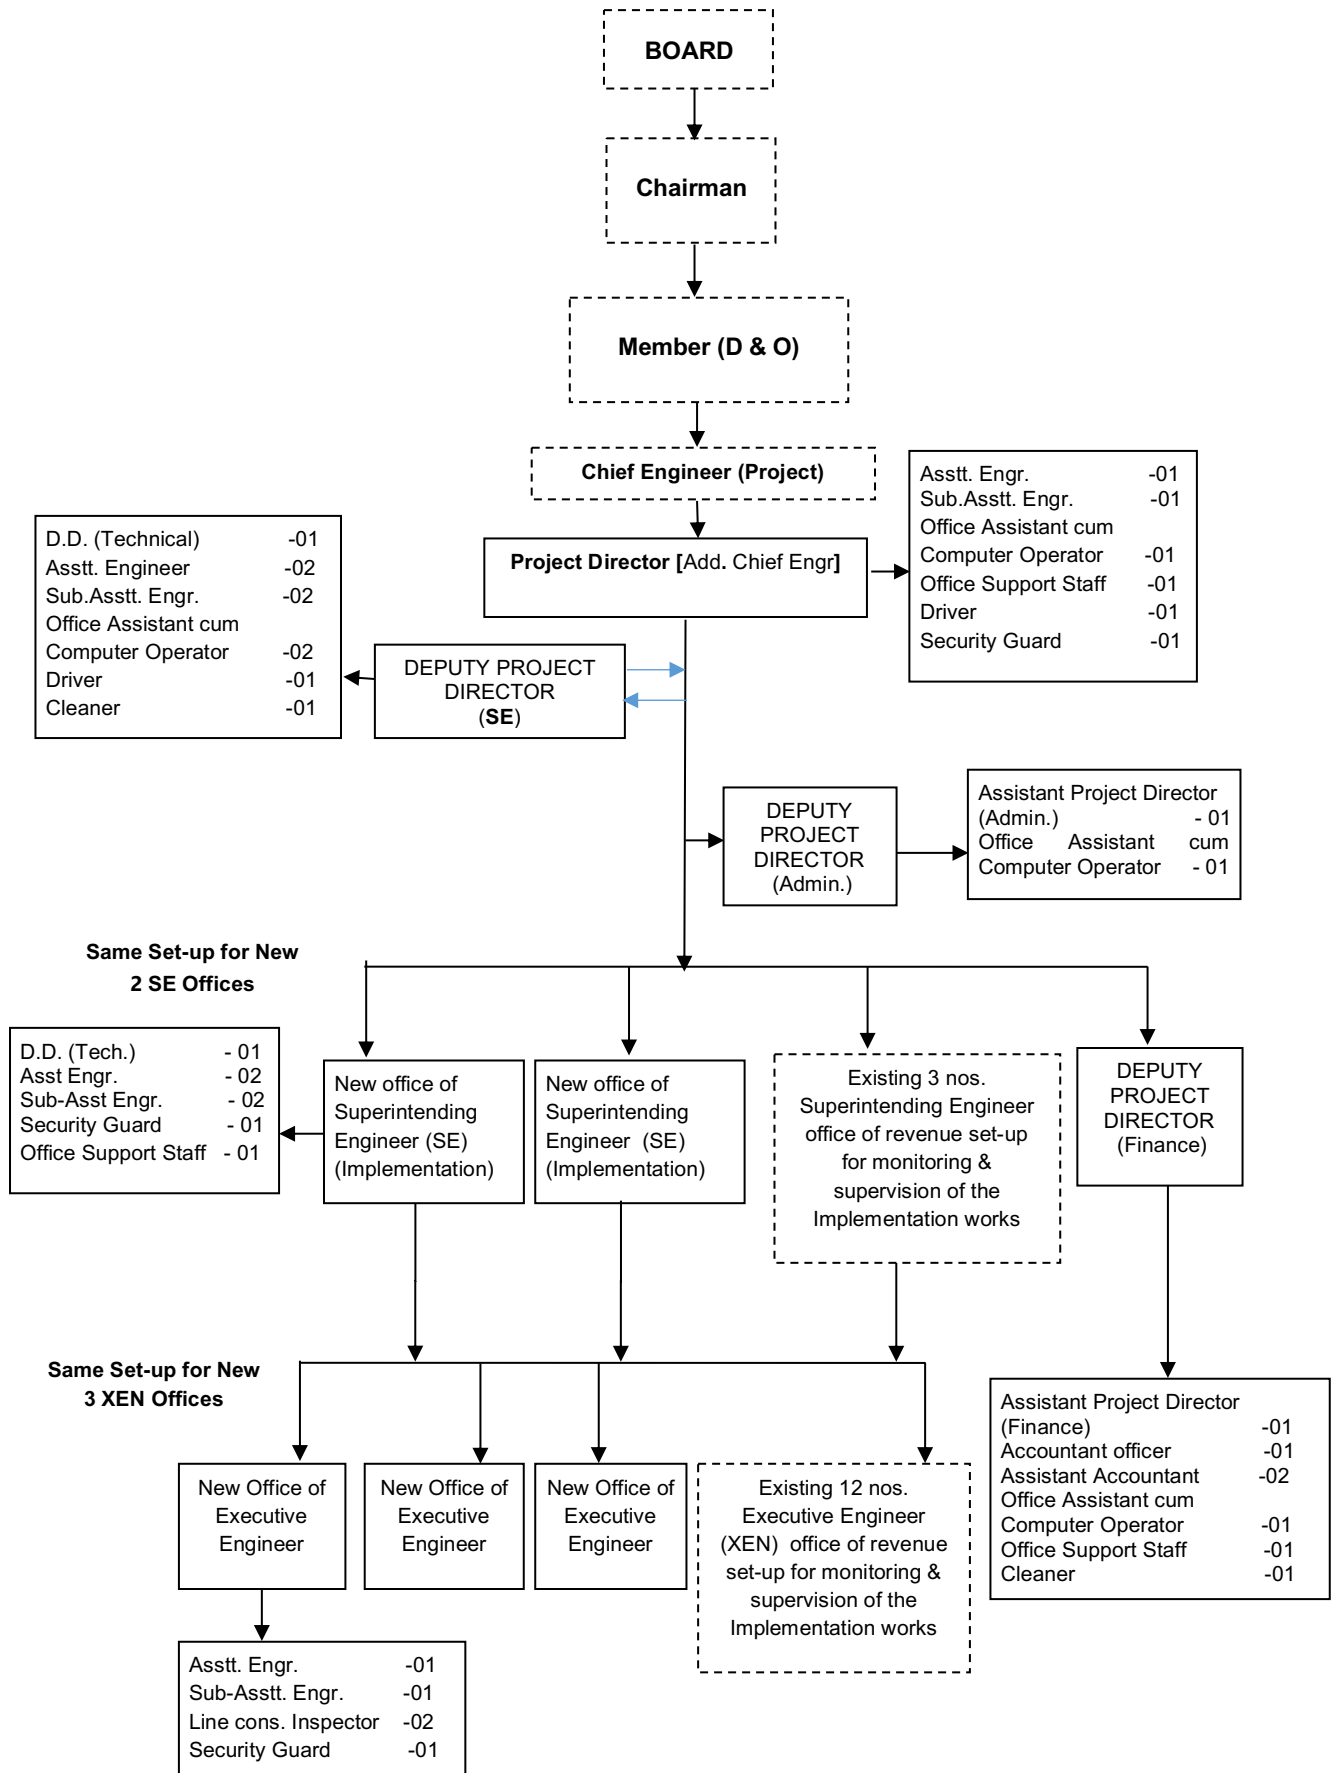 BOARD
Chairman
Member (D & O)
Chief Engineer (Project)
Asstt. Engr. -01
Sub.Asstt. Engr. -01
Office Assistant cum
Computer Operator -01
Office Support Staff -01
Driver -01
Security Guard -01
Project Director [Add. Chief Engr]
D.D. (Technical) -01
Asstt. Engineer -02
Sub.Asstt. Engr. -02
Office Assistant cum
Computer Operator -02
Driver -01
Cleaner -01
DEPUTY PROJECT
DIRECTOR
(SE)
DEPUTY
PROJECT
DIRECTOR
(Admin.)
Assistant Project Director
(Admin.) - 01
Office Assistant cum
Computer Operator - 01
Same Set-up for New
2 SE Offices
D.D. (Tech.) - 01
Asst Engr. - 02
Sub-Asst Engr. - 02
Security Guard - 01
Office Support Staff - 01
New office of
Superintending
Engineer (SE)
(Implementation)
New office of
Superintending
Engineer (SE)
(Implementation)
Existing 3 nos.
Superintending Engineer
office of revenue set-up
for monitoring &
supervision of the
Implementation works
DEPUTY
PROJECT
DIRECTOR
(Finance)
Same Set-up for New
3 XEN Offices
New Office of
Executive
Engineer
New Office of
Executive
Engineer
New Office of
Executive
Engineer
Existing 12 nos.
Executive Engineer
(XEN) office of revenue
set-up for monitoring &
supervision of the
Implementation works
Assistant Project Director
(Finance) -01
Accountant officer -01
Assistant Accountant -02
Office Assistant cum
Computer Operator -01
Office Support Staff -01
Cleaner -01
Asstt. Engr. -01
Sub-Asstt. Engr. -01
Line cons. Inspector -02
Security Guard -01